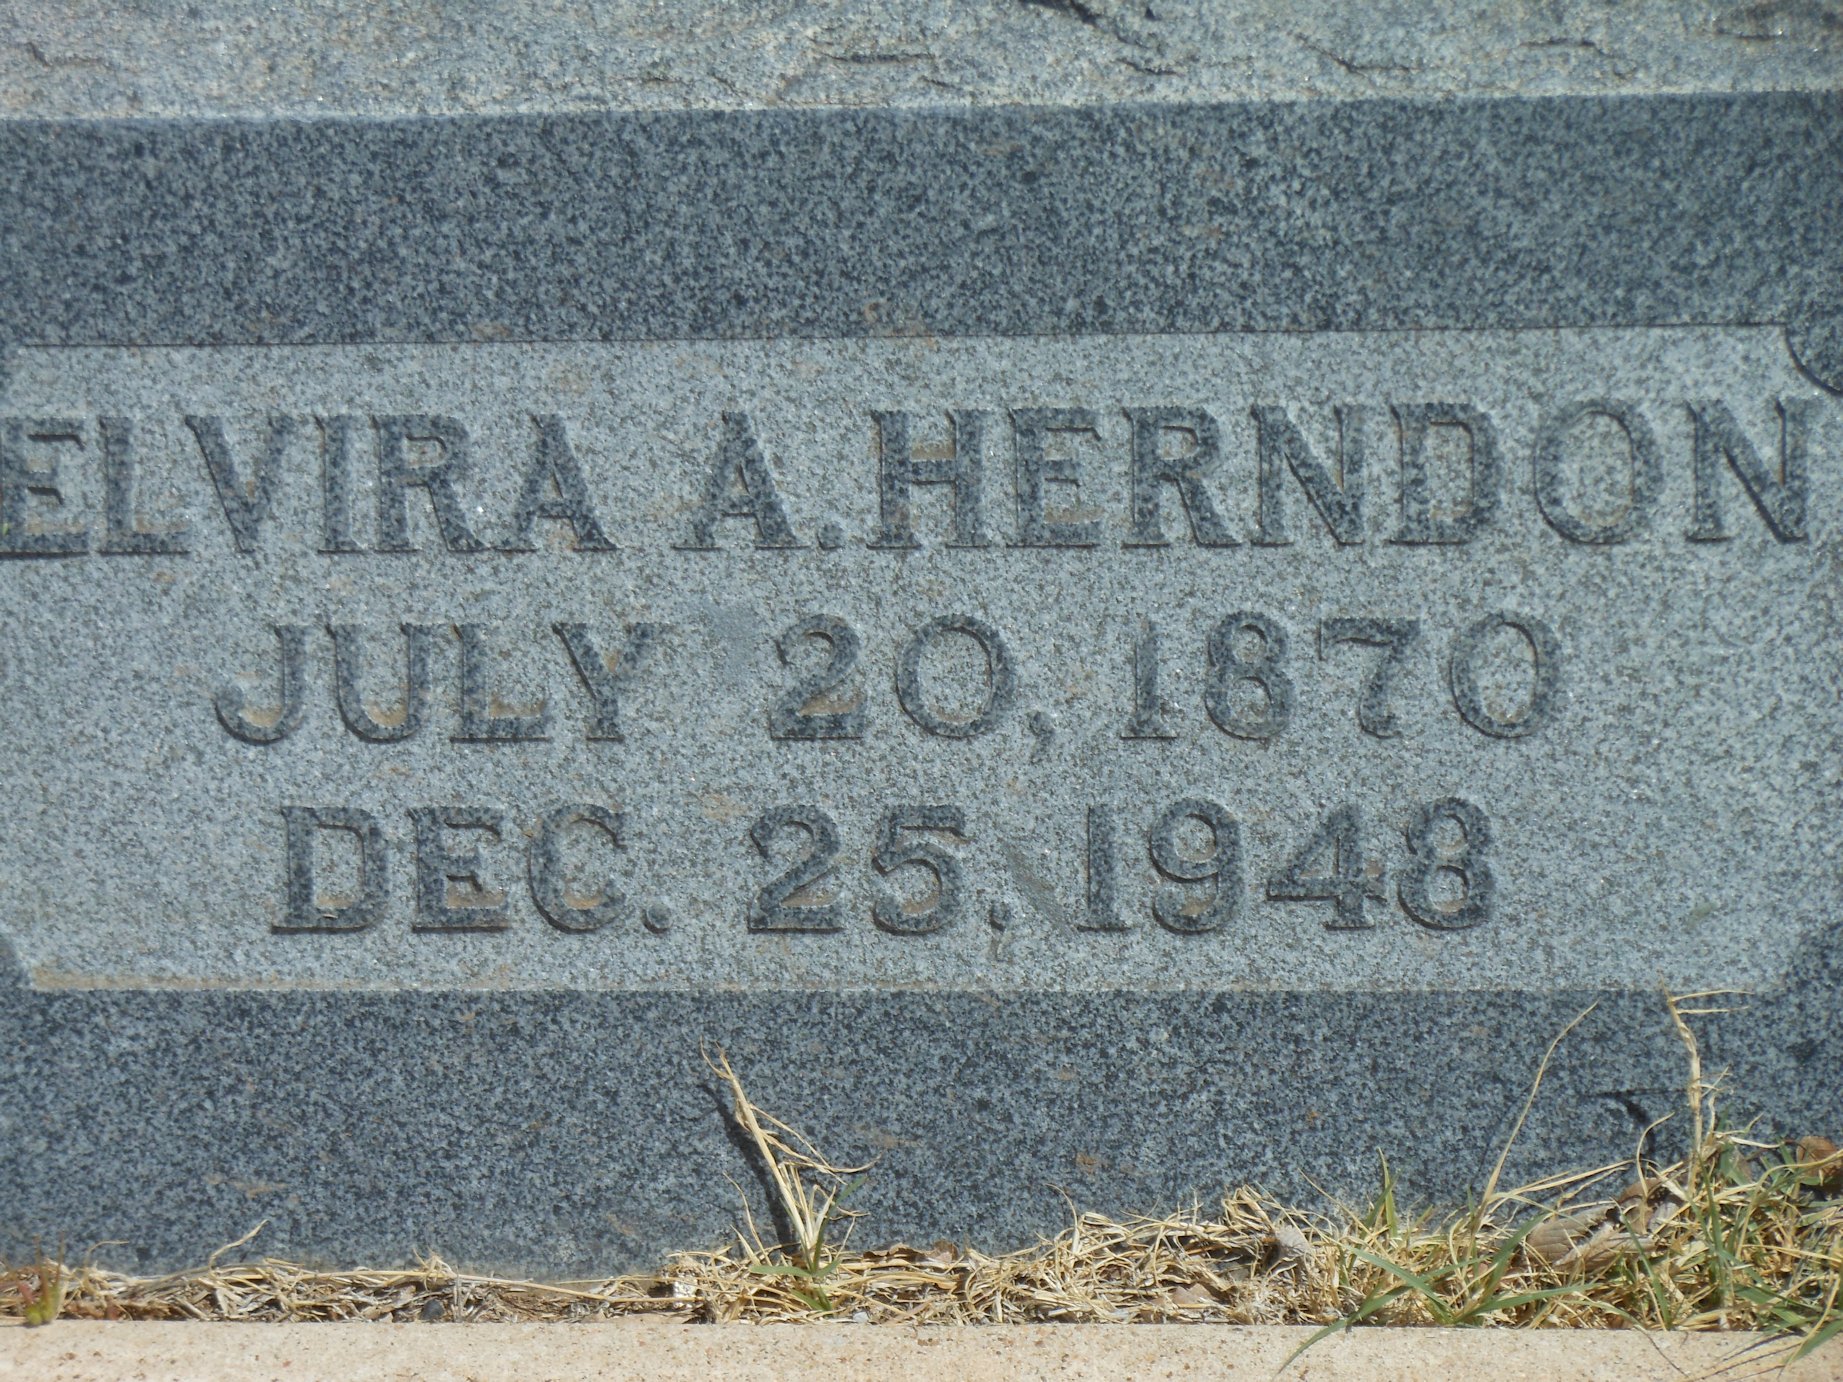 ELVIRA A. HERNDON
JULY 20, 1870
DEC. 25, 1948